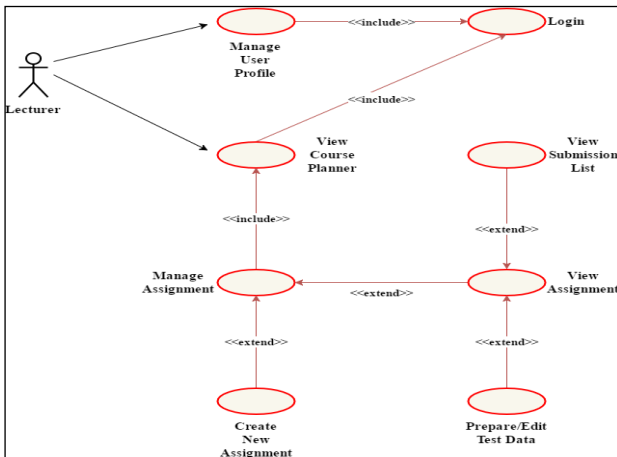 <<include>>
Login
Manage
User
Profile
Lecturer
<<include>>
View
Course
Planner
View
Submission
List
<<include>>
<<extend>>
Manage
Assignment
<<extend>>
View
Assignment
<<extend>>
<<extend>>
Create
New
Assignment
Prepare/Edit
Test Data